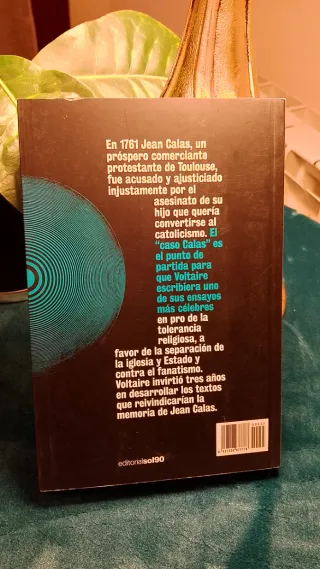 En 1761 Jean Calas, un
próspero comerciante
protestante de Toulouse,
fue acusado y ajusticiado
injustamente por el
asesinato de su
hijo que quería
convertirse al
catolicismo. El
“caso Calas” es
el punto de
partida para
que Voltaire
escribiera uno
de sus ensayos
más célebres
en pro de la
tolerancia
religiosa, a
favor de la separación de
la iglesia y Estado y
contra el fanatismo.
Voltaire invirtió tres años
en desarrollar los textos
que reivindicarían la
memoria de Jean Calas.
editorialsol90